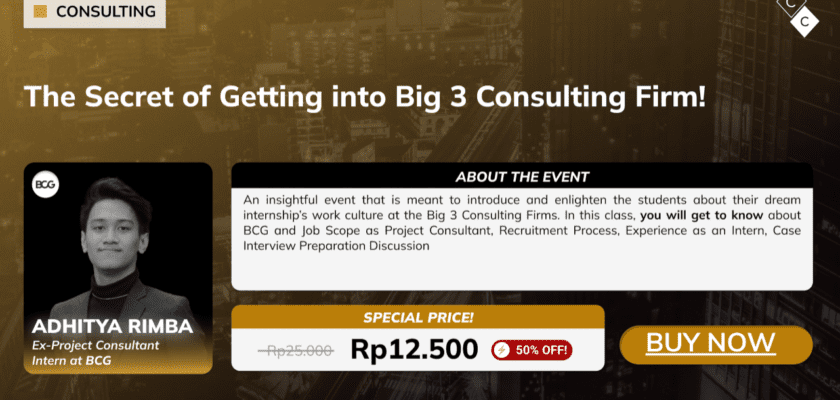 CONSULTING
C
C
The Secret of Getting into Big 3 Consulting Firm!
BCG
ADHITYA RIMBA
Ex-Project Consultant
Intern at BCG
ABOUT THE EVENT
An insightful event that is meant to introduce and enlighten the students about their dream
internship's work culture at the Big 3 Consulting Firms. In this class, you will get to know about
BCG and Job Scope as Project Consultant, Recruitment Process, Experience as an Intern, Case
Interview Preparation Discussion
SPECIAL PRICE!
Rp25.000 Rp12.500 50% OFF!
BUY NOW